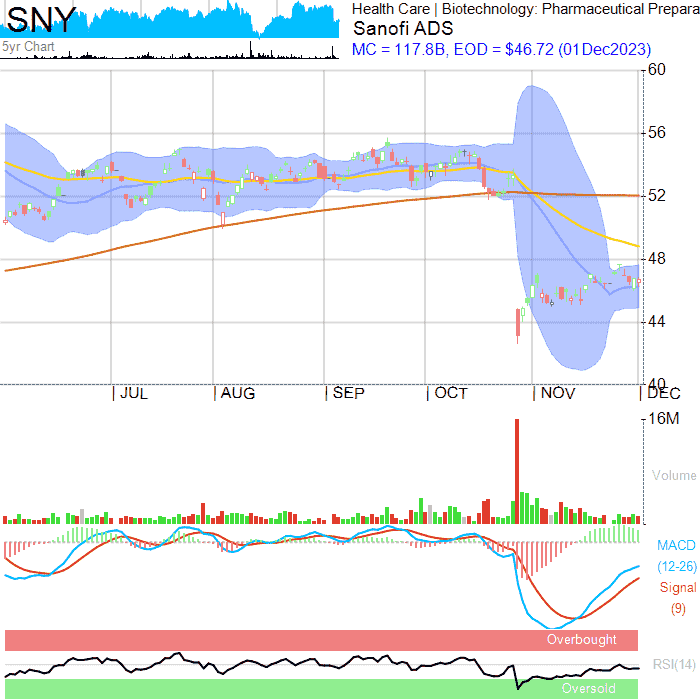 SNY
Health Care | Biotechnology: Pharmaceutical Prepara
Sanofi ADS
5yr Chart
MC = 117.8B, EOD = $46.72 (01Dec2023)
60
56
52
48
44
40
JUL
AUG
SEP
OCT
NOV
DEC
16M
Volume
MACD
(12-26)
Signal
(9)
Overbought
RSI(14)
Oversold